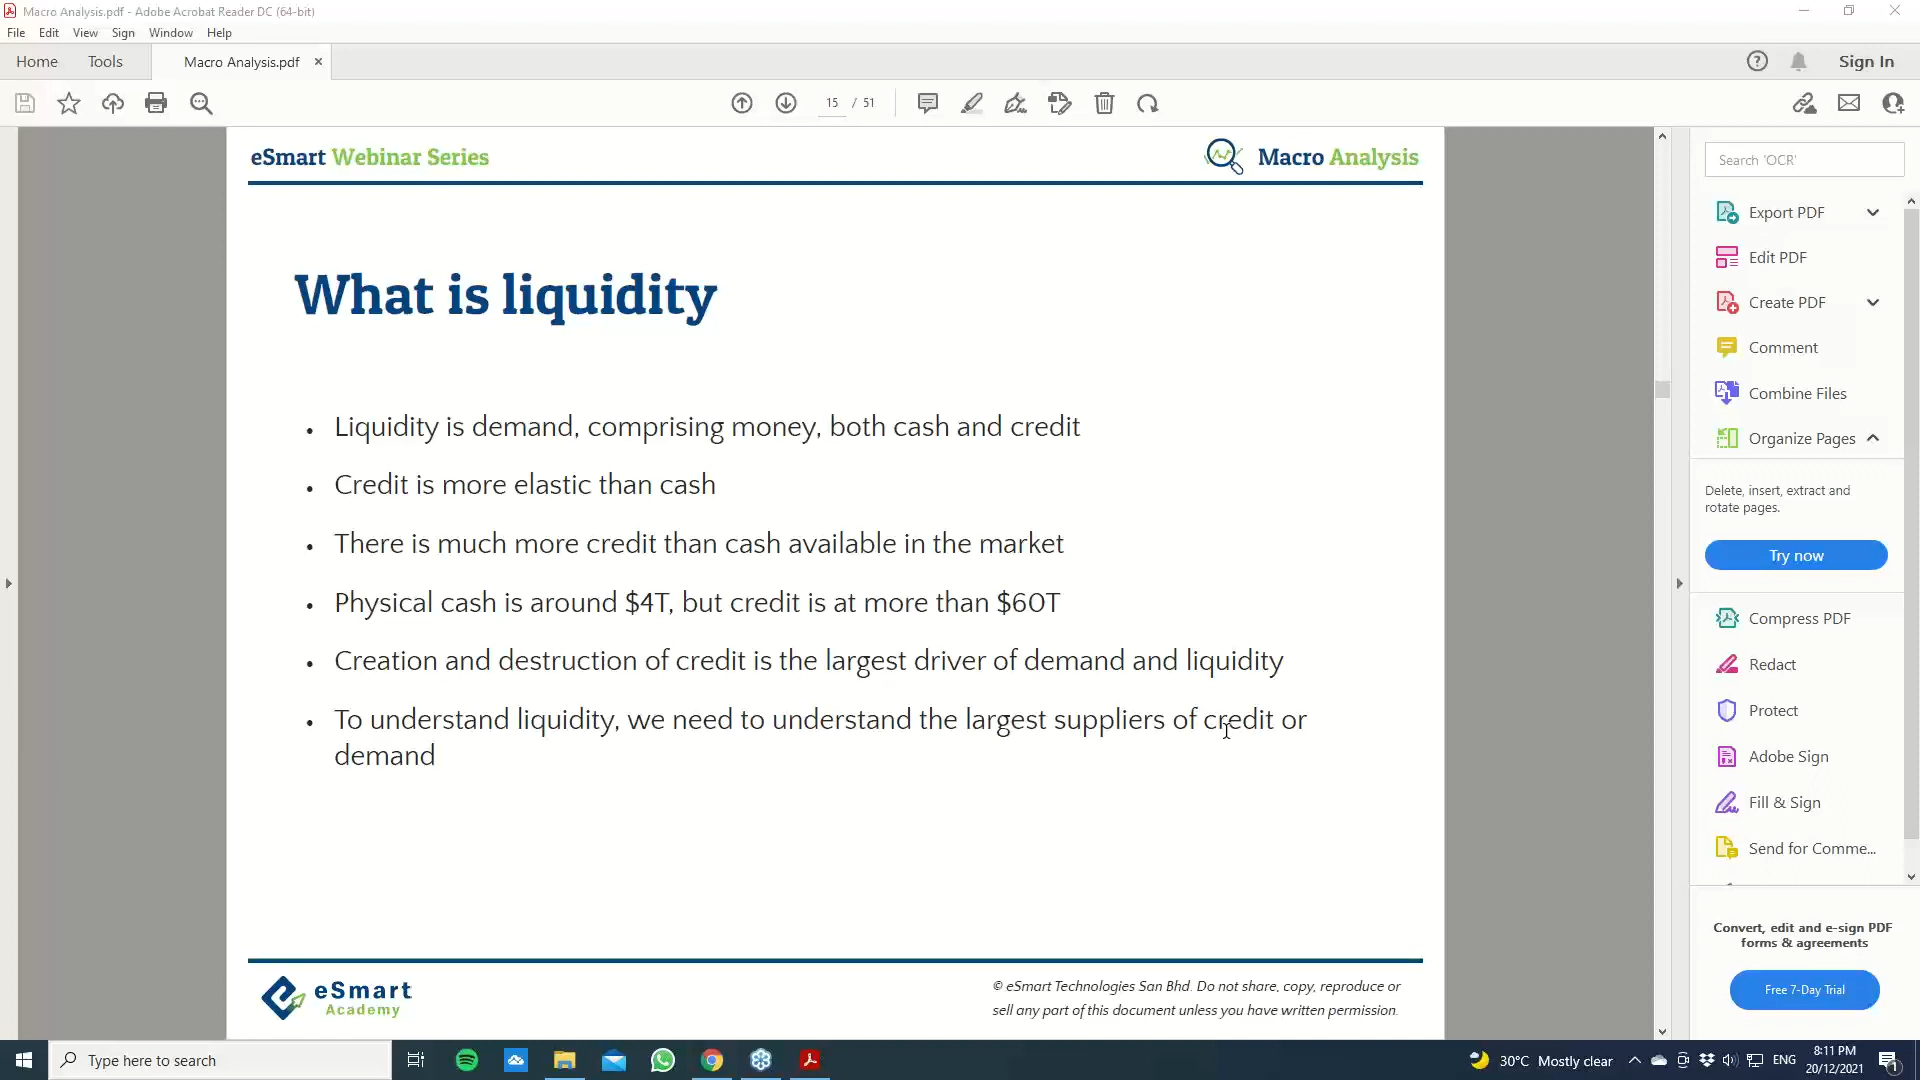 Macro Analysis.pdf - Adobe Acrobat Reader DC (64-bit)
File Edit View Sign Window Help
Home Tools Macro Analysis.pdf × Sign In
15 / 51
eSmart Webinar Series
Macro Analysis
What is liquidity
• Liquidity is demand, comprising money, both cash and credit
• Credit is more elastic than cash
• There is much more credit than cash available in the market
• Physical cash is around $4T, but credit is at more than $60T
• Creation and destruction of credit is the largest driver of demand and liquidity
• To understand liquidity, we need to understand the largest suppliers of credit or
demand
eSmart
Academy
© eSmart Technologies San Bhd. Do not share, copy, reproduce or
sell any part of this document unless you have written permission.
Search 'OCR'
Export PDF
Edit PDF
Create PDF
Comment
Combine Files
Organize Pages
Delete, insert, extract and
rotate pages.
Try now
Compress PDF
Redact
Protect
Adobe Sign
Fill & Sign
Send for Comme...
Convert, edit and e-sign PDF
forms & agreements
Free 7-Day Trial
Type here to search
30°C Mostly clear
ENG
8:11 PM
20/12/2021
1